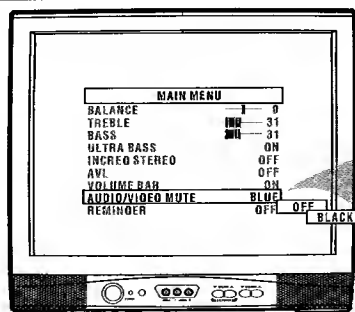 MAIN MENU
BALANCE 0
TREBLE 31
BASS 31
ULTRA BASS ON
INCREO STEREO OFF
AVL OFF
VOLUME BAR ON
AUDIO/VIDEO MUTE BLUE OFF BLACK
REMINDER OFF